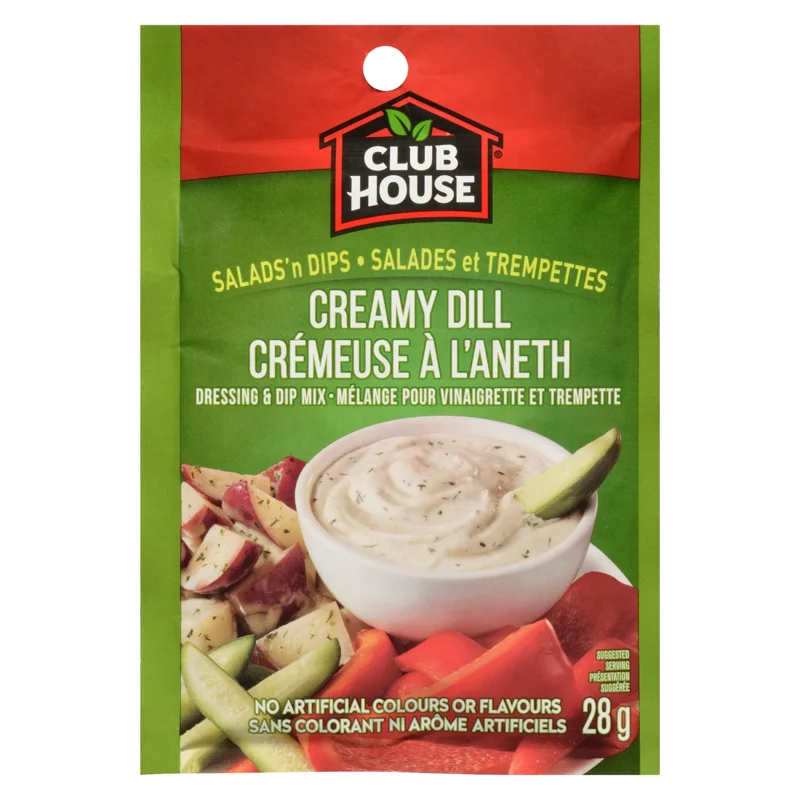 CLUB
HOUSE®
SALADS'n DIPS • SALADES et TREMPETTES
CREAMY DILL
CRÉMEUSE À L'ANETH
DRESSING & DIP MIX • MÉLANGE POUR VINAIGRETTE ET TREMPETTE
SUGGESTED
SERVING
PRÉSENTATION
SUGGÉRÉE
NO ARTIFICIAL COLOURS OR FLAVOURS
SANS COLORANT NI ARÔME ARTIFICIELS
28 g